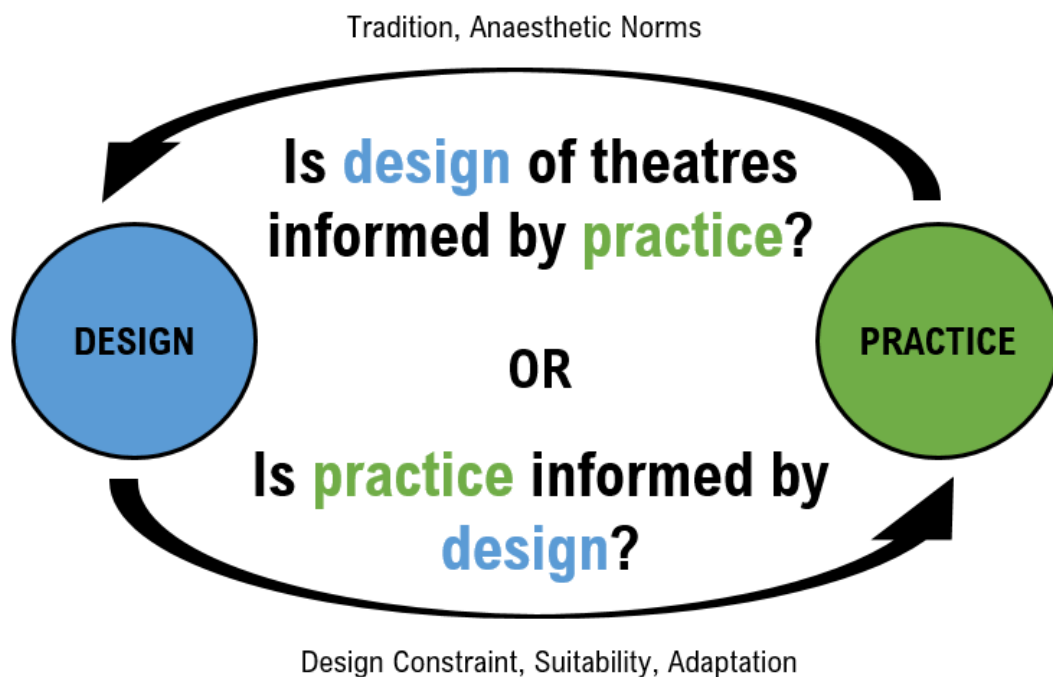 Tradition, Anaesthetic Norms
Is design of theatres
informed by practice?
DESIGN
PRACTICE
OR
Is practice informed by
design?
Design Constraint, Suitability, Adaptation